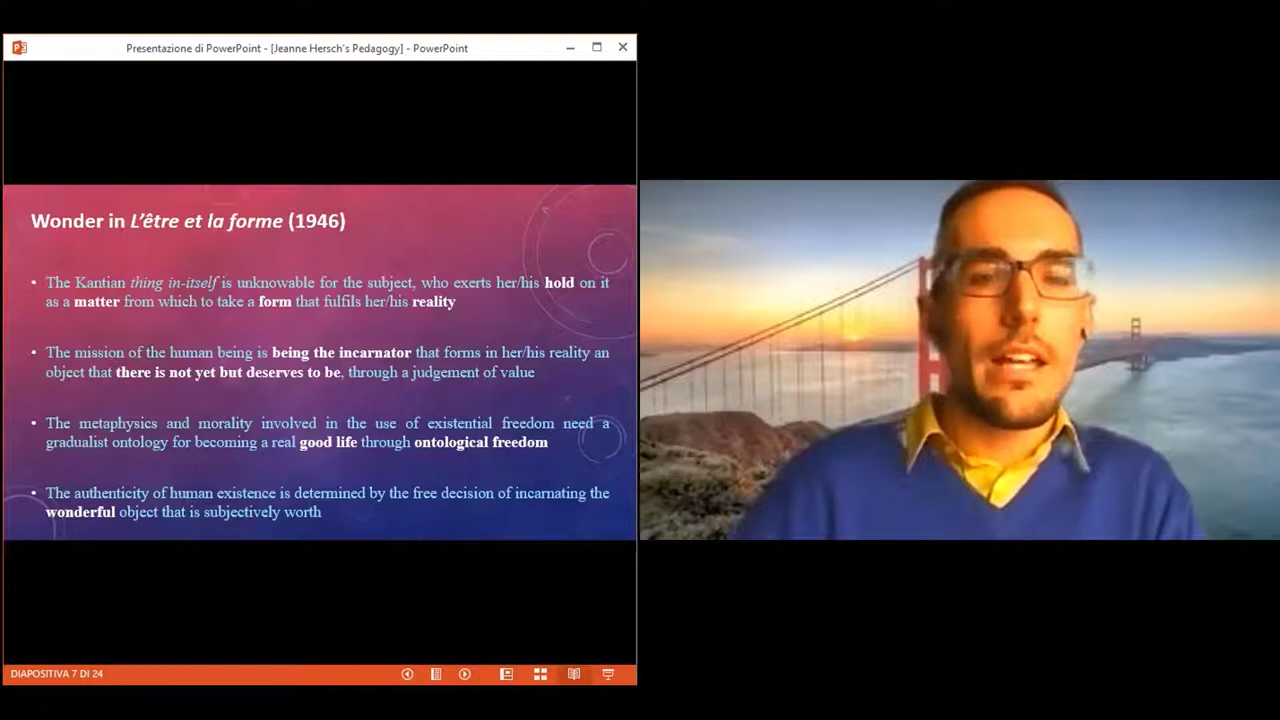 Presentazione di PowerPoint - [Jeanne Hersch's Pedagogy] - PowerPoint
Wonder in L'être et la forme (1946)
• The Kantian thing in-itself is unknowable for the subject, who exerts her/his hold on it
as a matter from which to take a form that fulfils her/his reality
• The mission of the human being is being the incarnator that forms in her/his reality an
object that there is not yet but deserves to be, through a judgement of value
• The metaphysics and morality involved in the use of existential freedom need a
gradualist ontology for becoming a real good life through ontological freedom
• The authenticity of human existence is determined by the free decision of incarnating the
wonderful object that is subjectively worth
DIAPOSITIVA 7 DI 24